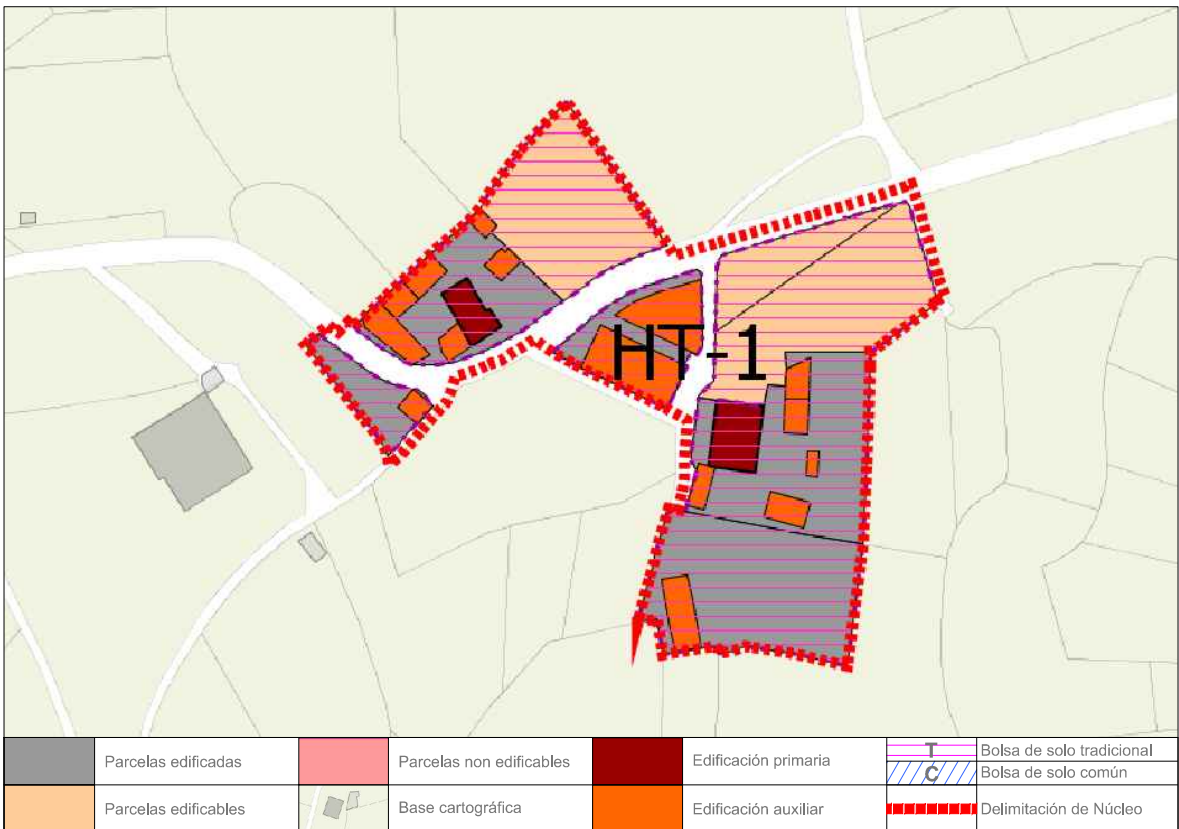 HT-1
Parcelas edificadas
Parcelas non edificables
Edificación primaria
T
Bolsa de solo tradicional
C
Bolsa de solo común
Parcelas edificables
Base cartográfica
Edificación auxiliar
Delimitación de Núcleo